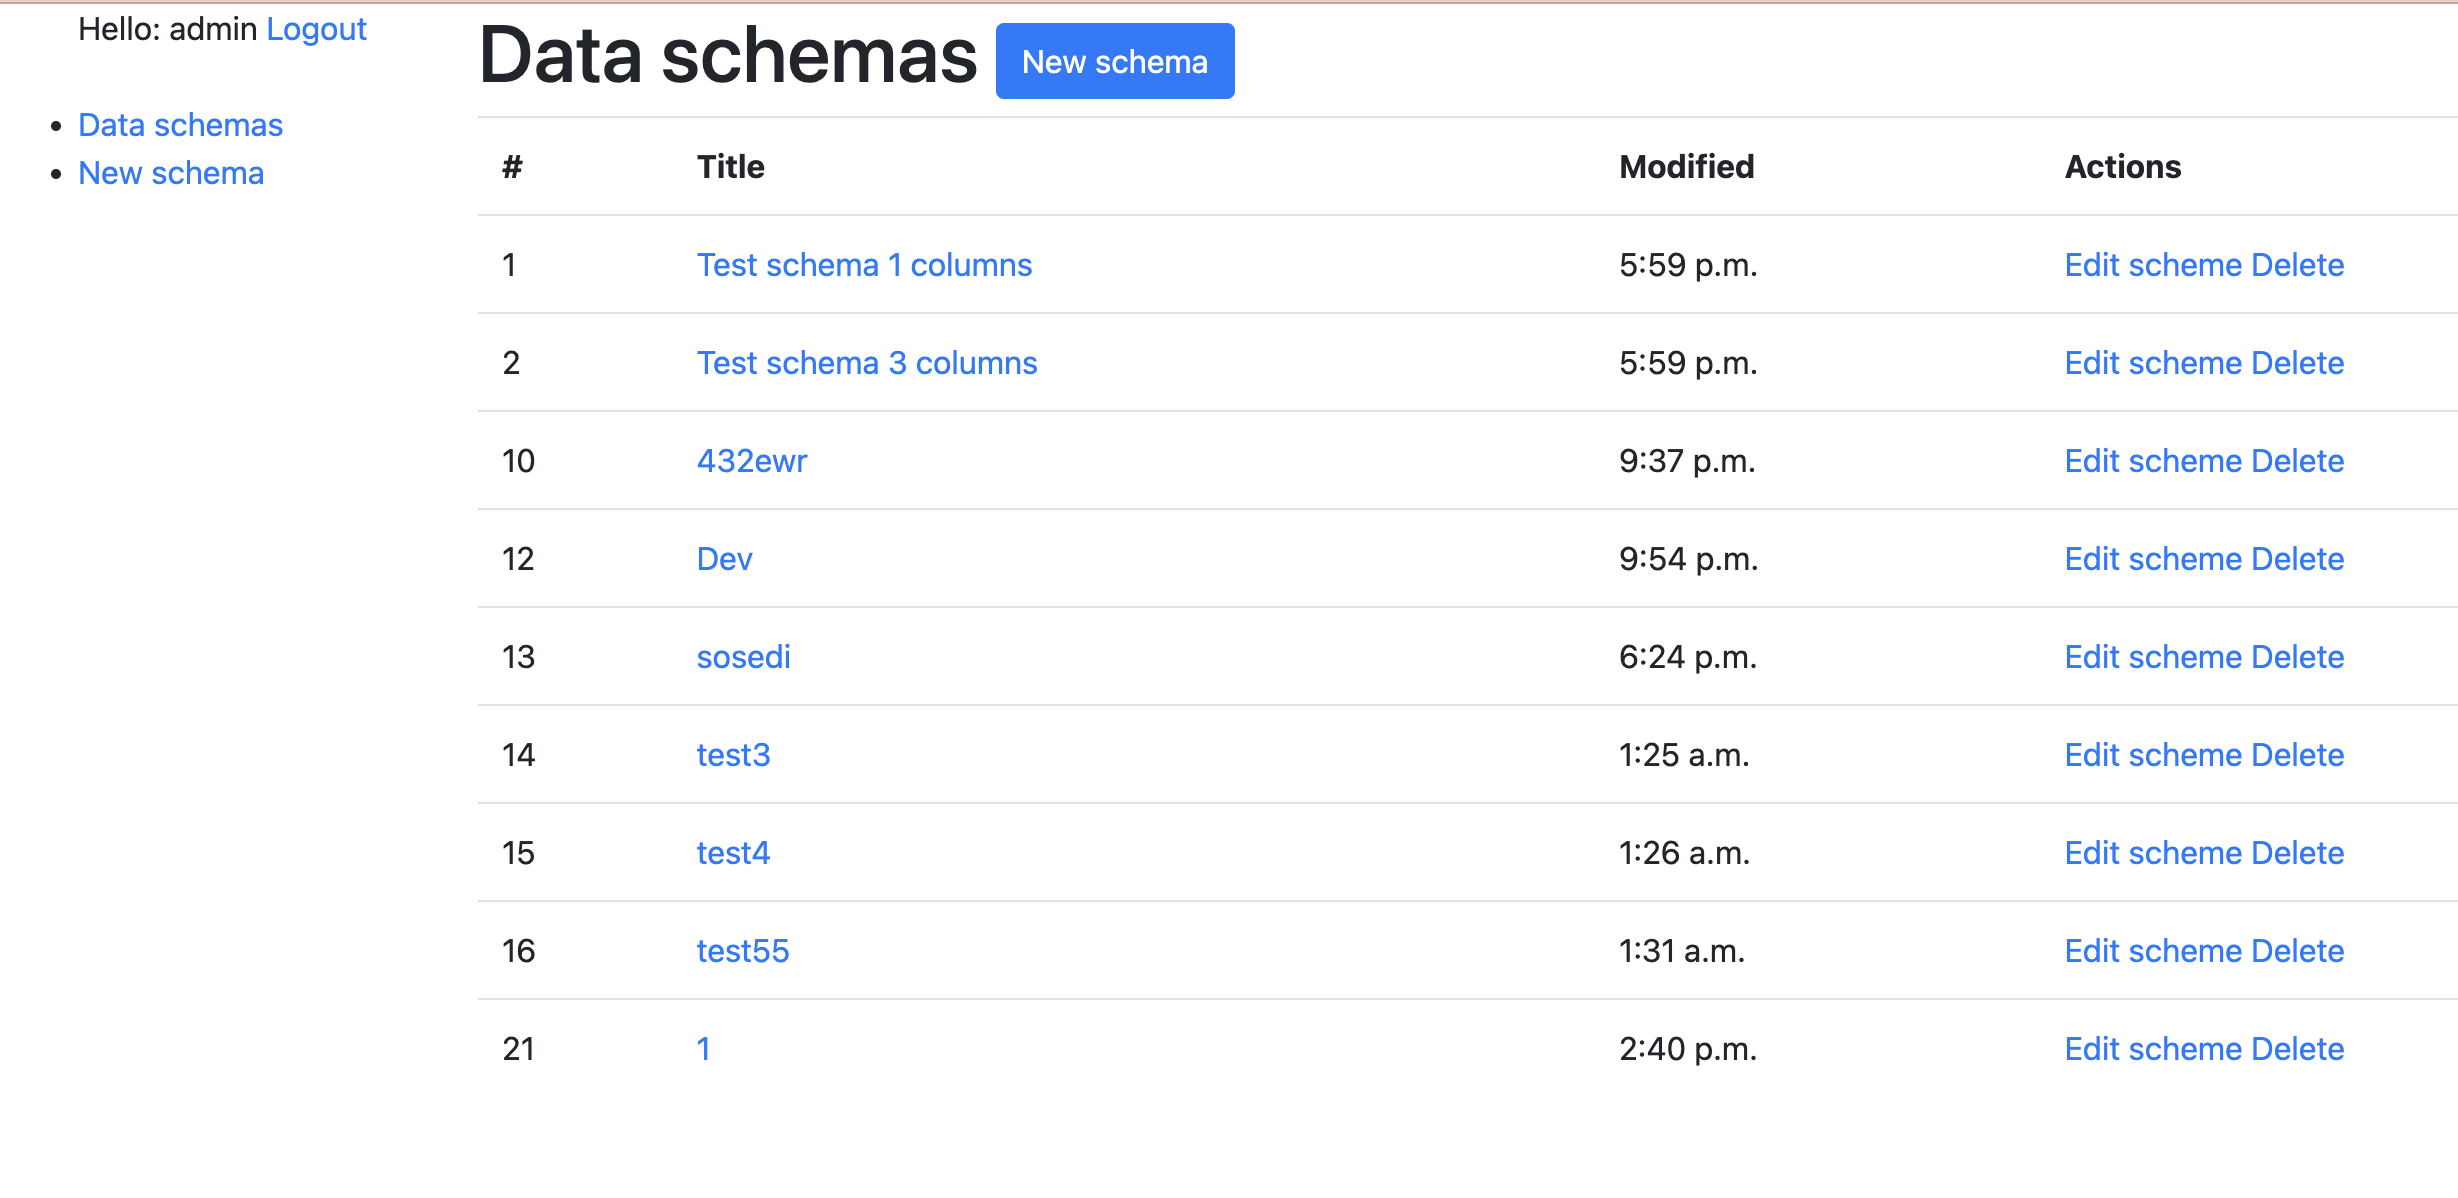 Hello: admin Logout
Data schemas
New schema
Data schemas New schema
# Title Modified Actions
1 Test schema 1 columns 5:59 p.m. Edit scheme Delete
2 Test schema 3 columns 5:59 p.m. Edit scheme Delete
10 432ewr 9:37 p.m. Edit scheme Delete
12 Dev 9:54 p.m. Edit scheme Delete
13 sosedi 6:24 p.m. Edit scheme Delete
14 test3 1:25 a.m. Edit scheme Delete
15 test4 1:26 a.m. Edit scheme Delete
16 test55 1:31 a.m. Edit scheme Delete
21 1 2:40 p.m. Edit scheme Delete